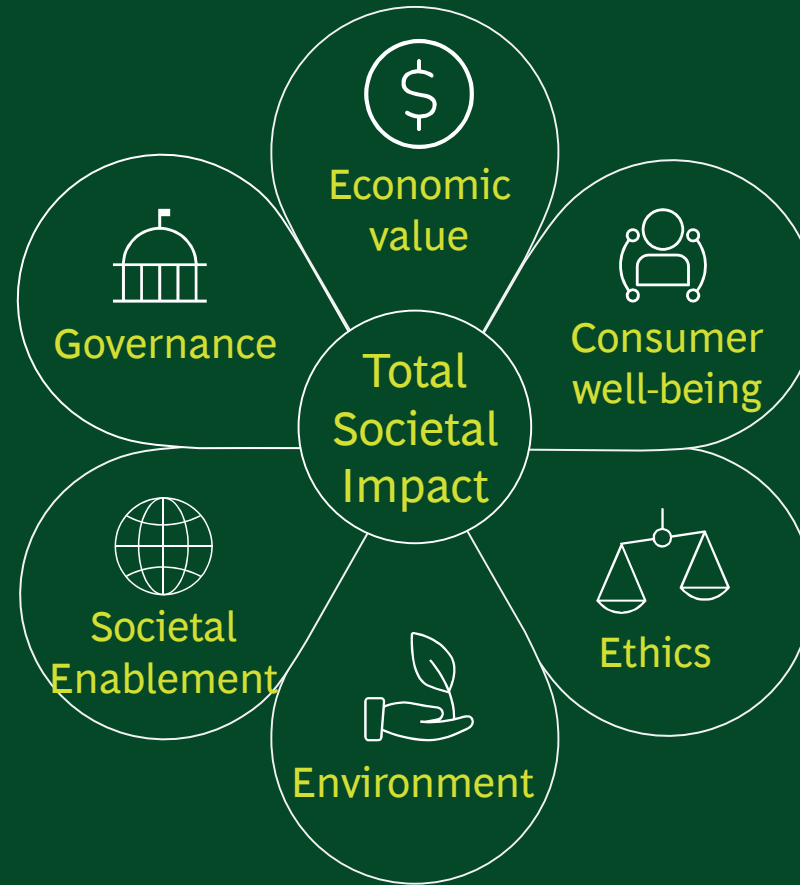 Economic
value
Governance
Consumer
well-being
Total
Societal
Impact
Societal
Enablement
Ethics
Environment